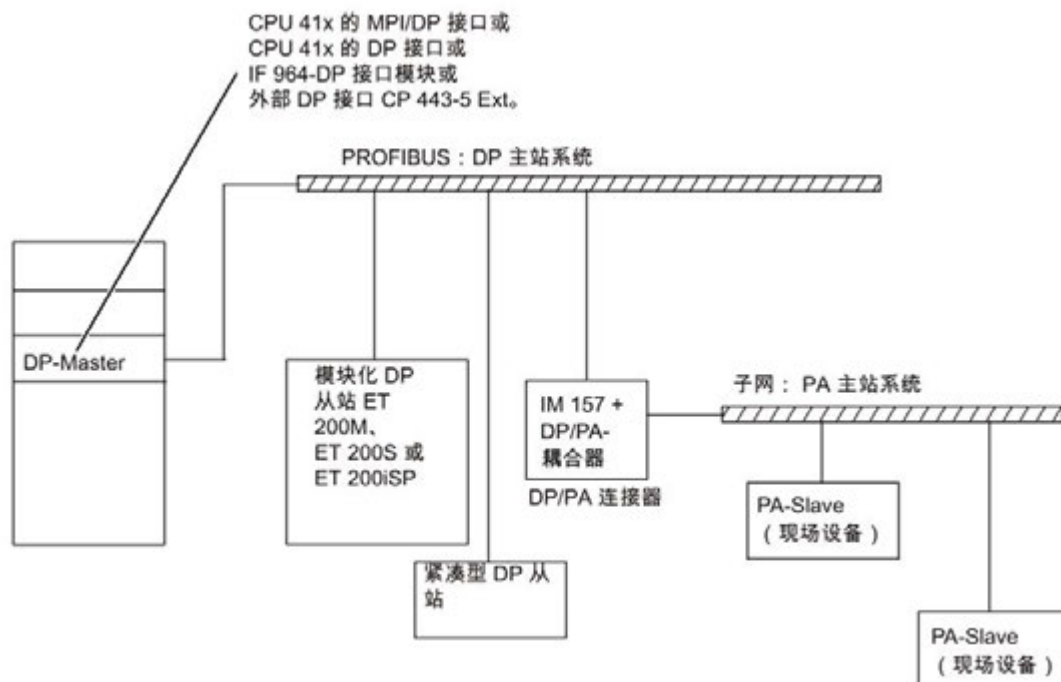 CPU 41x 的 MPI/DP 接口或
CPU 41x 的 DP 接口或
IF 964-DP 接口模块或
外部 DP 接口 CP 443-5 Ext。
PROFIBUS：DP 主站系统
DP-Master
模块化 DP
从站 ET
200M、
ET 200S 或
ET 200iSP
IM 157 +
DP/PA-
耦合器
DP/PA 连接器
紧凑型 DP 从
站
子网： PA 主站系统
PA-Slave
（现场设备）
PA-Slave
（现场设备）